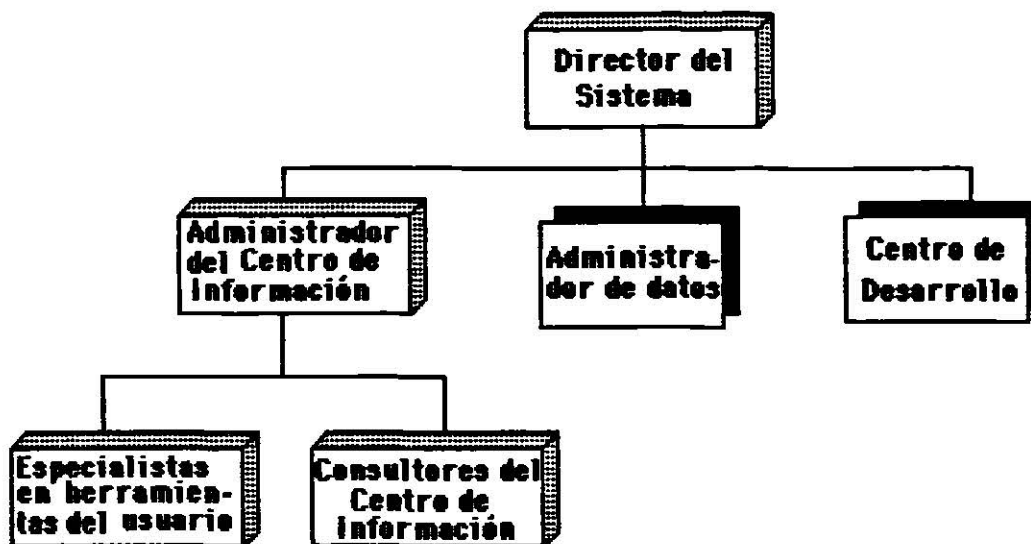 Director del
Sistema
Administrador
del Centro de
Información
Administra-
dor de datos
Centro de
Desarrollo
Especialistas
en herramien-
tas del usuario
Consultores del
Centro de
Información